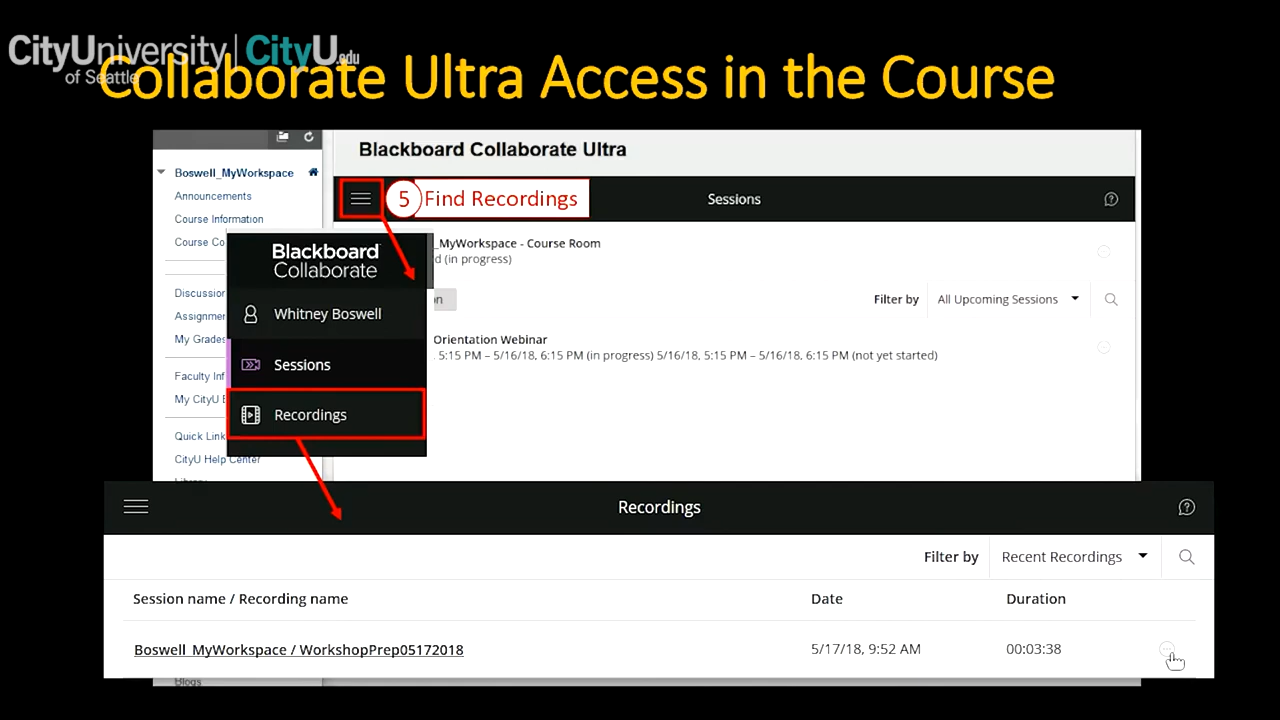 CityUniversity | CityU.edu
of Seattle
Collaborate Ultra Access in the Course
Blackboard Collaborate Ultra
Boswell_MyWorkspace
Announcements
Course Information
Course Co
5 Find Recordings
Sessions
_MyWorkspace - Course Room
d (in progress)
Blackboard
Collaborate
Whitney Boswell
Sessions
Recordings
Discussion
Assignmen
My Grades
Faculty Inf
My CityU E
Quick Link
CityU Help Center
Library
on
Filter by
All Upcoming Sessions
Orientation Webinar
, 5:15 PM – 5/16/18, 6:15 PM (in progress) 5/16/18, 5:15 PM – 5/16/18, 6:15 PM (not yet started)
Recordings
Filter by
Recent Recordings
Session name / Recording name
Date
Duration
Boswell_MyWorkspace / WorkshopPrep05172018
5/17/18, 9:52 AM
00:03:38
Blogs